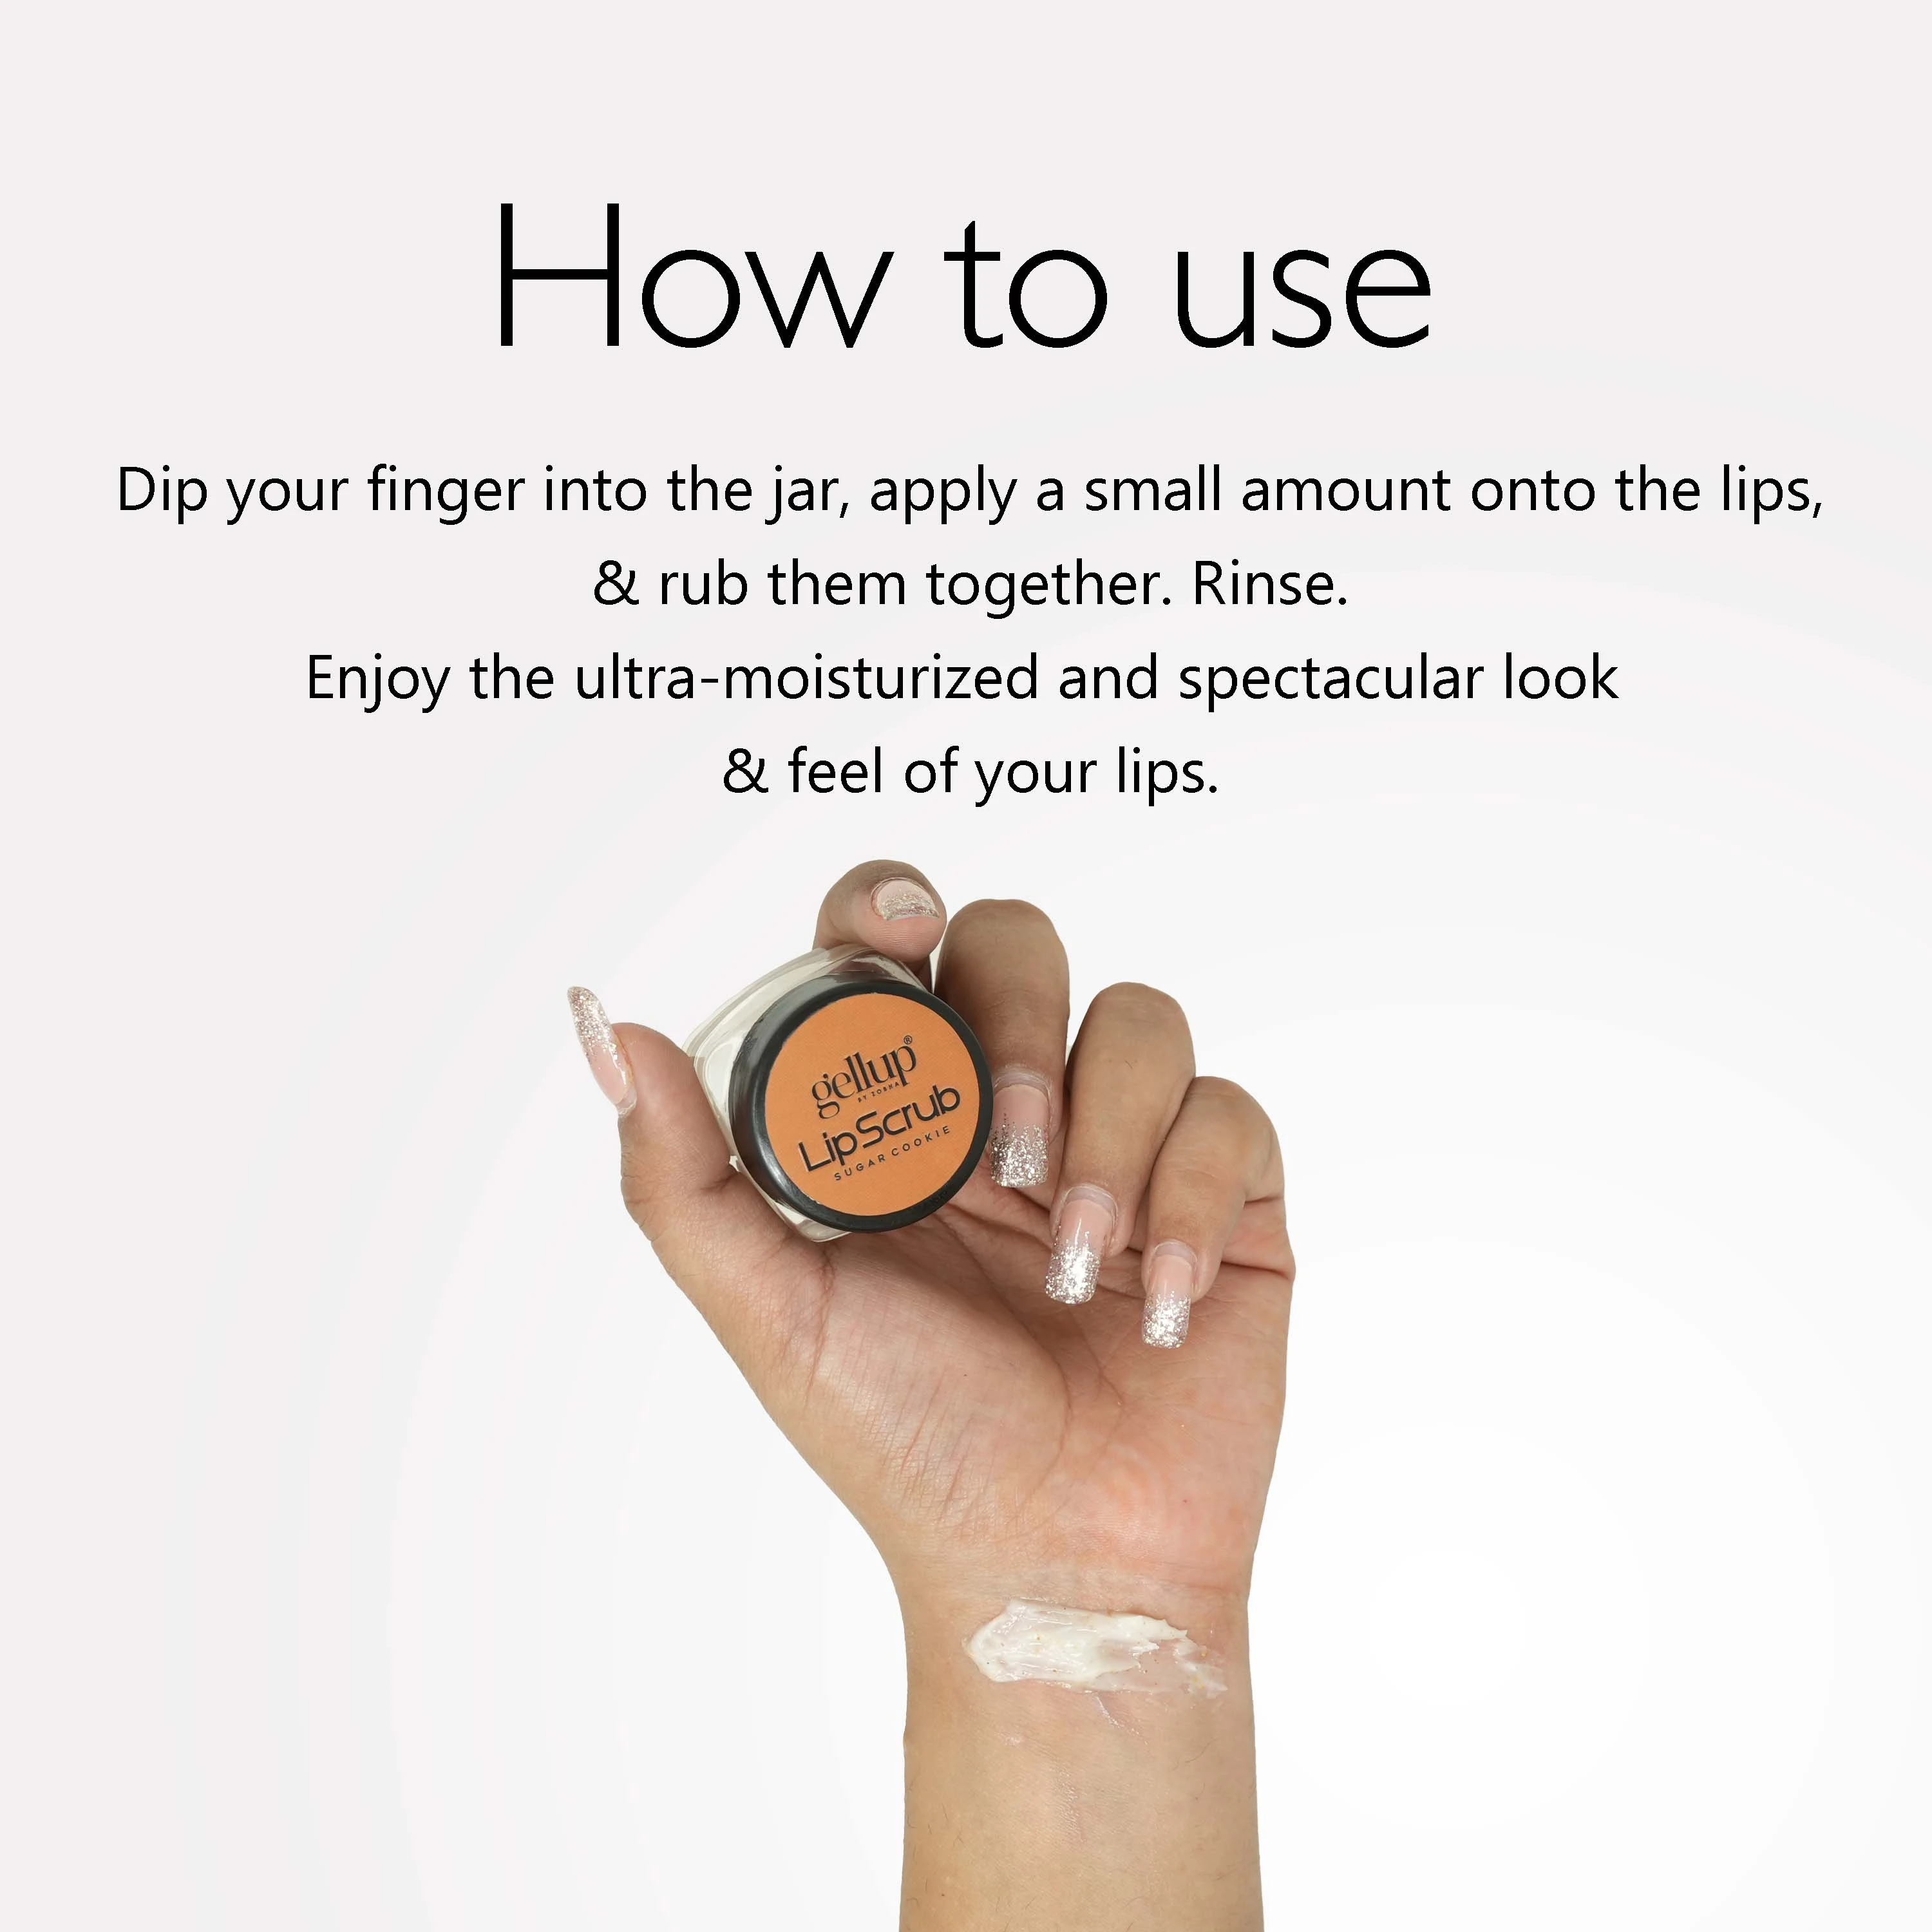 How to use
Dip your finger into the jar, apply a small amount onto the lips,
& rub them together. Rinse.
Enjoy the ultra-moisturized and spectacular look
& feel of your lips.
gellup®
BY ZOBHA
LipScrub
SUGAR COOKIE